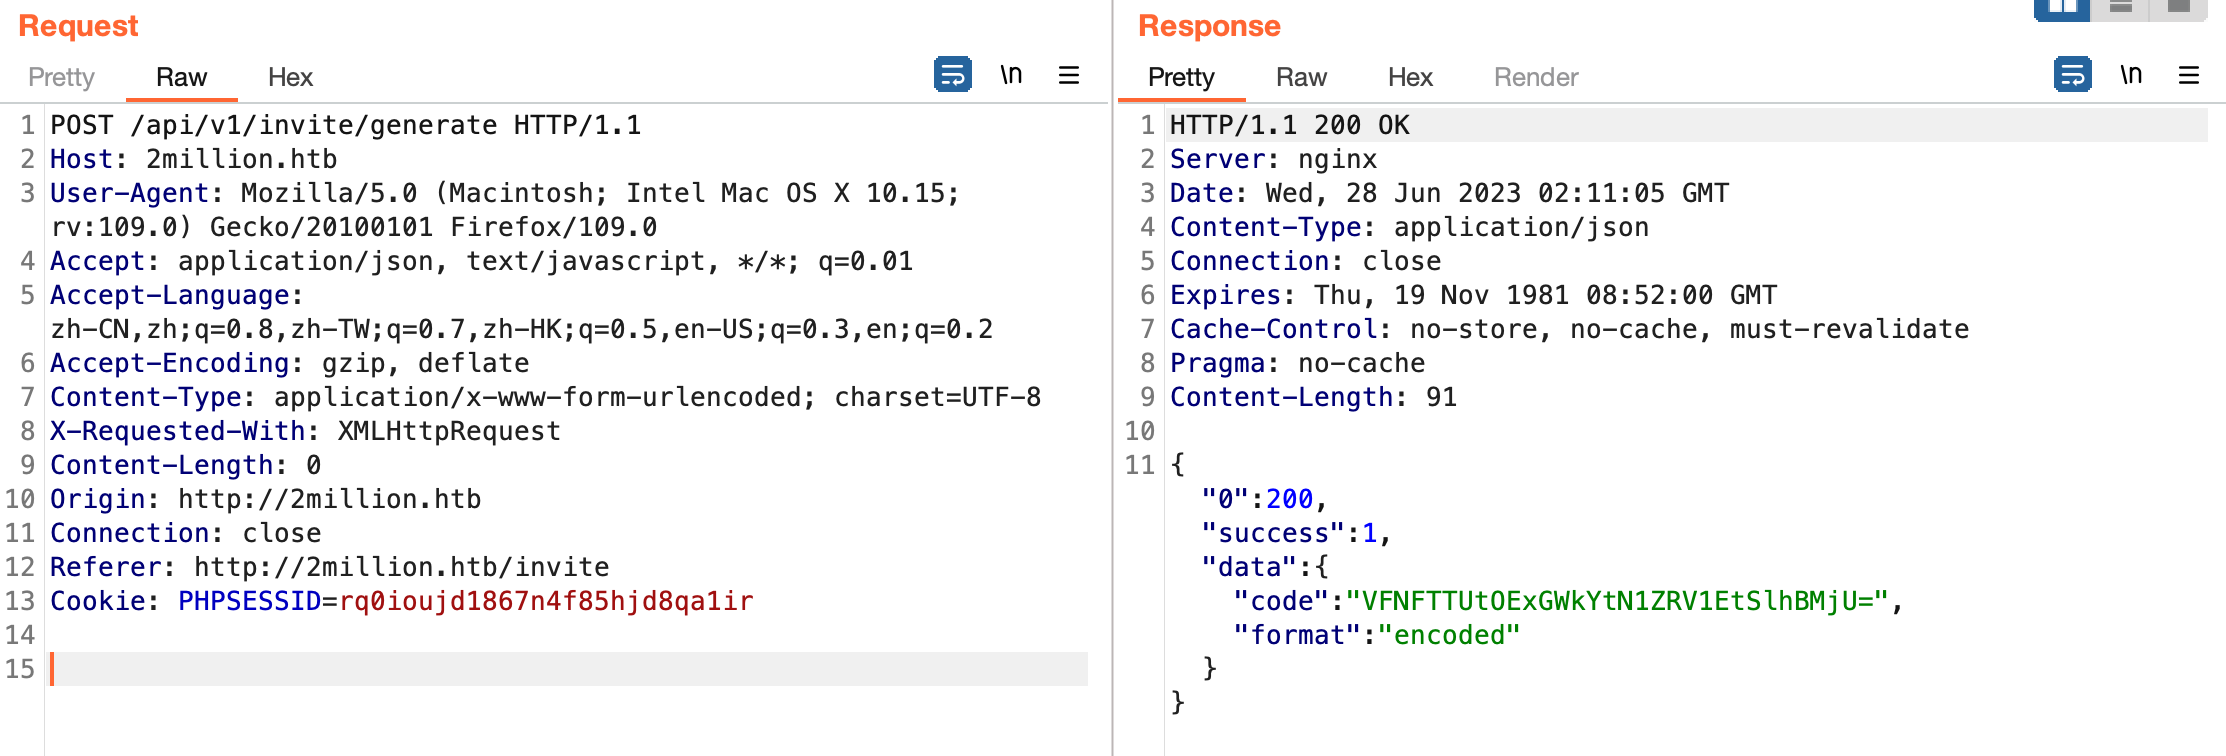 Request
Pretty Raw Hex
\n
1 POST /api/v1/invite/generate HTTP/1.1
2 Host: 2million.htb
3 User-Agent: Mozilla/5.0 (Macintosh; Intel Mac OS X 10.15;
rv:109.0) Gecko/20100101 Firefox/109.0
4 Accept: application/json, text/javascript, */*; q=0.01
5 Accept-Language:
zh-CN,zh;q=0.8,zh-TW;q=0.7,zh-HK;q=0.5,en-US;q=0.3,en;q=0.2
6 Accept-Encoding: gzip, deflate
7 Content-Type: application/x-www-form-urlencoded; charset=UTF-8
8 X-Requested-With: XMLHttpRequest
9 Content-Length: 0
10 Origin: http://2million.htb
11 Connection: close
12 Referer: http://2million.htb/invite
13 Cookie: PHPSESSID=rq0ioujd1867n4f85hjd8qa1ir
14
15
Response
Pretty Raw Hex Render
\n
1 HTTP/1.1 200 OK
2 Server: nginx
3 Date: Wed, 28 Jun 2023 02:11:05 GMT
4 Content-Type: application/json
5 Connection: close
6 Expires: Thu, 19 Nov 1981 08:52:00 GMT
7 Cache-Control: no-store, no-cache, must-revalidate
8 Pragma: no-cache
9 Content-Length: 91
10
11 {
"0":200,
"success":1,
"data":{
"code":"VFNFTTUtOExGWkYtN1ZRV1EtSlhBMjU=",
"format":"encoded"
}
}